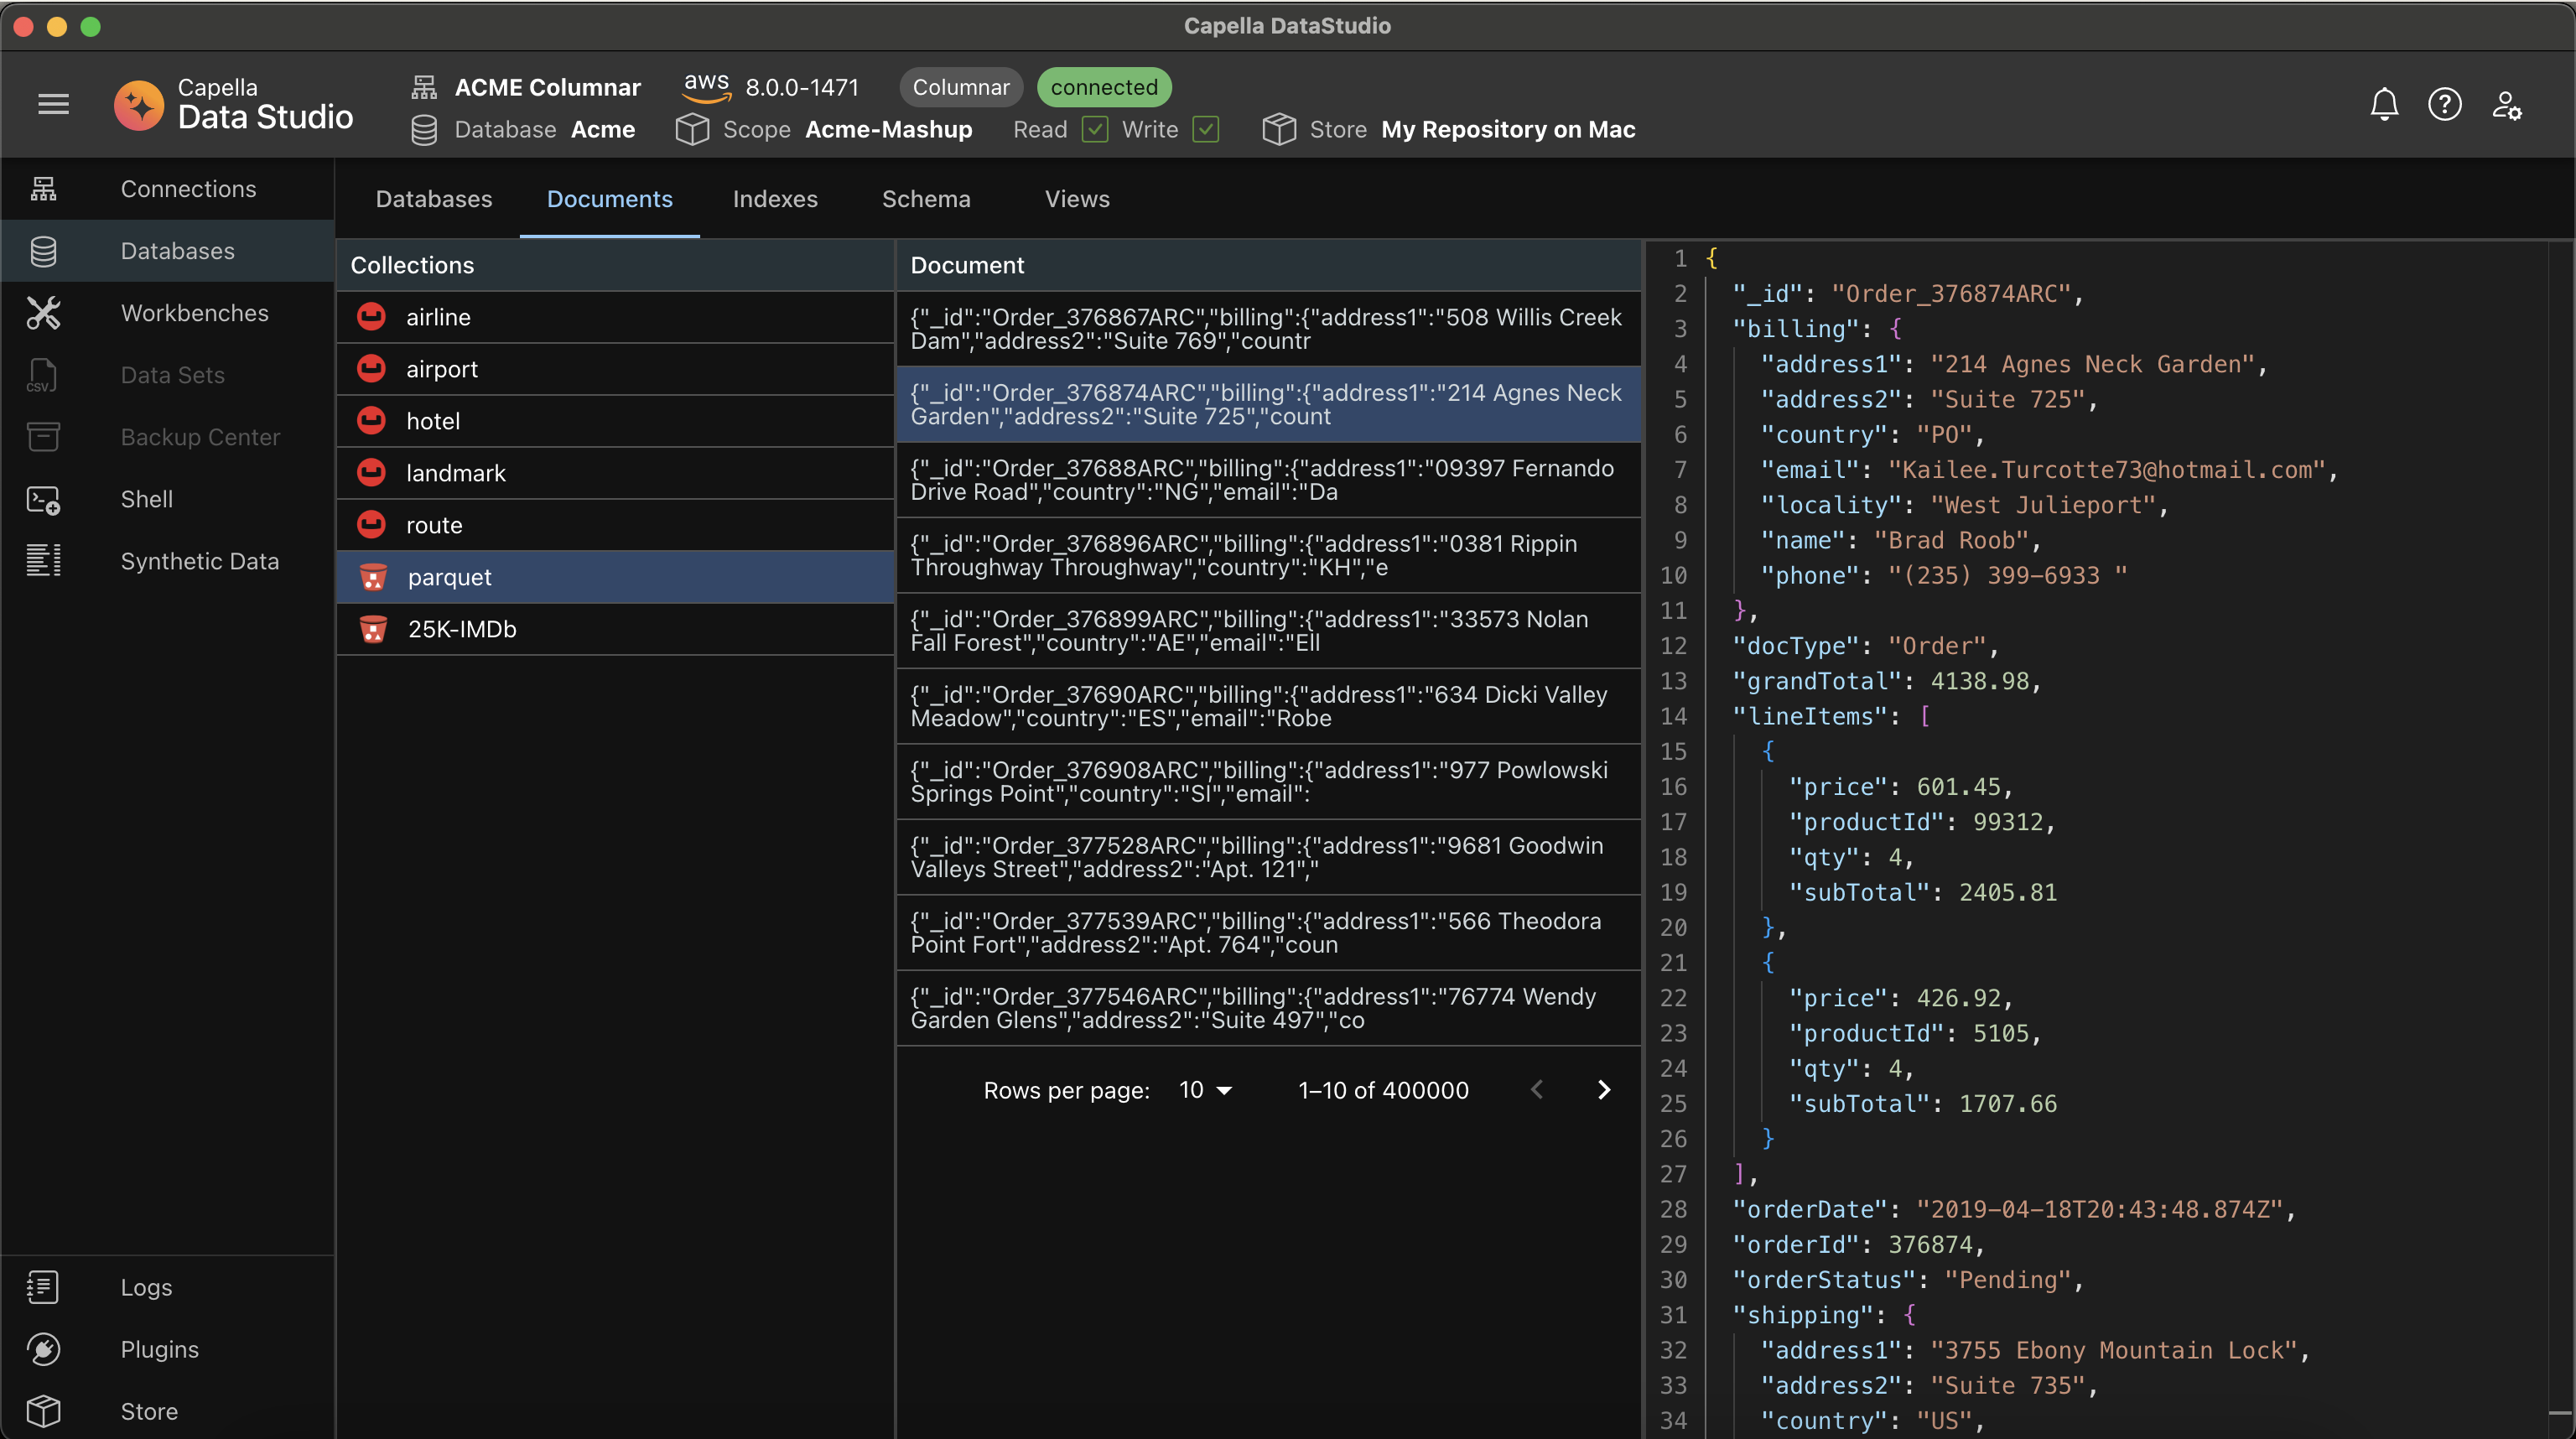 Capella DataStudio
Capella
Data Studio
ACME Columnar aws 8.0.0-1471 Columnar connected
Database Acme Scope Acme-Mashup Read Write Store My Repository on Mac
Connections
Databases
Workbenches
CSV Data Sets
Backup Center
Shell
Synthetic Data
Logs
Plugins
Store
Databases Documents Indexes Schema Views
Collections
airline
airport
hotel
landmark
route
parquet
25K-IMDb
Document
{"_id":"Order_376867ARC","billing":{"address1":"508 Willis Creek
Dam","address2":"Suite 769","countr
{"_id":"Order_376874ARC","billing":{"address1":"214 Agnes Neck
Garden","address2":"Suite 725","count
{"_id":"Order_37688ARC","billing":{"address1":"09397 Fernando
Drive Road","country":"NG","email":"Da
{"_id":"Order_376896ARC","billing":{"address1":"0381 Rippin
Throughway Throughway","country":"KH","e
{"_id":"Order_376899ARC","billing":{"address1":"33573 Nolan
Fall Forest","country":"AE","email":"Ell
{"_id":"Order_37690ARC","billing":{"address1":"634 Dicki Valley
Meadow","country":"ES","email":"Robe
{"_id":"Order_376908ARC","billing":{"address1":"977 Powlowski
Springs Point","country":"SI","email":
{"_id":"Order_377528ARC","billing":{"address1":"9681 Goodwin
Valleys Street","address2":"Apt. 121","
{"_id":"Order_377539ARC","billing":{"address1":"566 Theodora
Point Fort","address2":"Apt. 764","coun
{"_id":"Order_377546ARC","billing":{"address1":"76774 Wendy
Garden Glens","address2":"Suite 497","co
Rows per page: 10 1–10 of 400000
1 {
2 "_id": "Order_376874ARC",
3 "billing": {
4 "address1": "214 Agnes Neck Garden",
5 "address2": "Suite 725",
6 "country": "PO",
7 "email": "Kailee.Turcotte73@hotmail.com",
8 "locality": "West Julieport",
9 "name": "Brad Roob",
10 "phone": "(235) 399-6933 "
11 },
12 "docType": "Order",
13 "grandTotal": 4138.98,
14 "lineItems": [
15 {
16 "price": 601.45,
17 "productId": 99312,
18 "qty": 4,
19 "subTotal": 2405.81
20 },
21 {
22 "price": 426.92,
23 "productId": 5105,
24 "qty": 4,
25 "subTotal": 1707.66
26 }
27 ],
28 "orderDate": "2019-04-18T20:43:48.874Z",
29 "orderId": 376874,
30 "orderStatus": "Pending",
31 "shipping": {
32 "address1": "3755 Ebony Mountain Lock",
33 "address2": "Suite 735",
34 "country": "US",